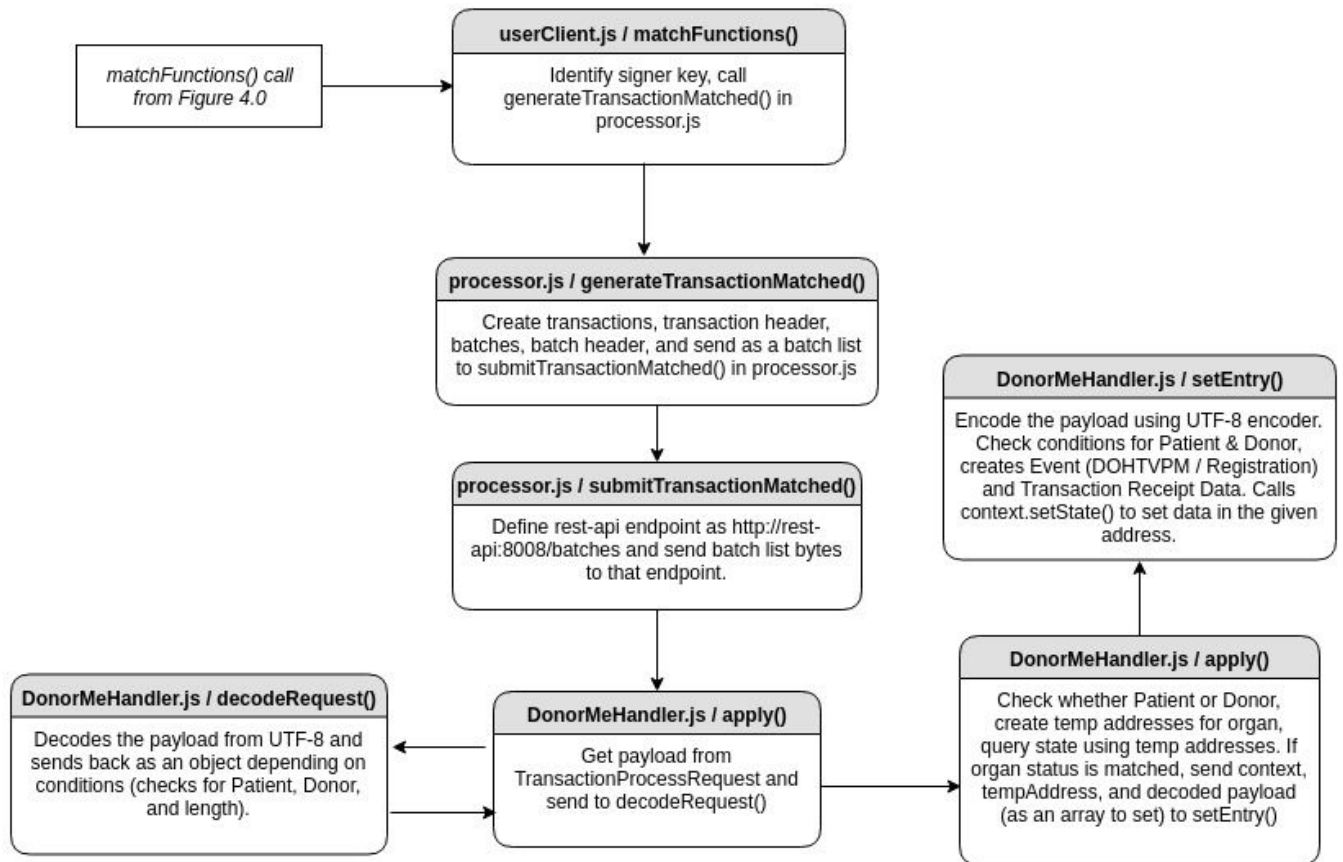 matchFunctions() call
from Figure 4.0
userClient.js / matchFunctions()
Identify signer key, call
generateTransactionMatched() in
processor.js
processor.js / generateTransactionMatched()
Create transactions, transaction header,
batches, batch header, and send as a batch list
to submitTransactionMatched() in processor.js
processor.js / submitTransactionMatched()
Define rest-api endpoint as http://rest-
api:8008/batches and send batch list bytes
to that endpoint.
DonorMeHandler.js / decodeRequest()
Decodes the payload from UTF-8 and
sends back as an object depending on
conditions (checks for Patient, Donor,
and length).
DonorMeHandler.js / apply()
Get payload from
TransactionProcessRequest and
send to decodeRequest()
DonorMeHandler.js / apply()
Check whether Patient or Donor,
create temp addresses for organ,
query state using temp addresses. If
organ status is matched, send context,
tempAddress, and decoded payload
(as an array to set) to setEntry()
DonorMeHandler.js / setEntry()
Encode the payload using UTF-8 encoder.
Check conditions for Patient & Donor,
creates Event (DOHTVPM / Registration)
and Transaction Receipt Data. Calls
context.setState() to set data in the given
address.